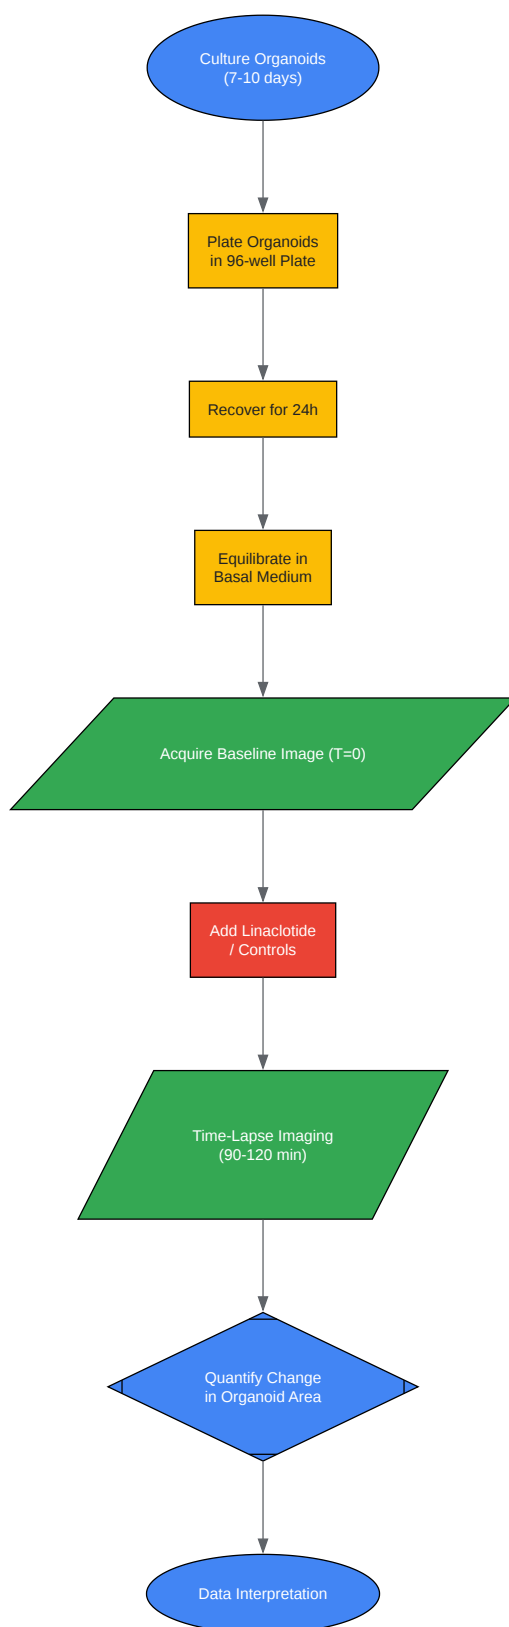 Culture Organoids
(7-10 days)
Plate Organoids
in 96-well Plate
Recover for 24h
Equilibrate in
Basal Medium
Acquire Baseline Image (T=0)
Add Linaclotide
/ Controls
Time-Lapse Imaging
(90-120 min)
Quantify Change
in Organoid Area
Data Interpretation